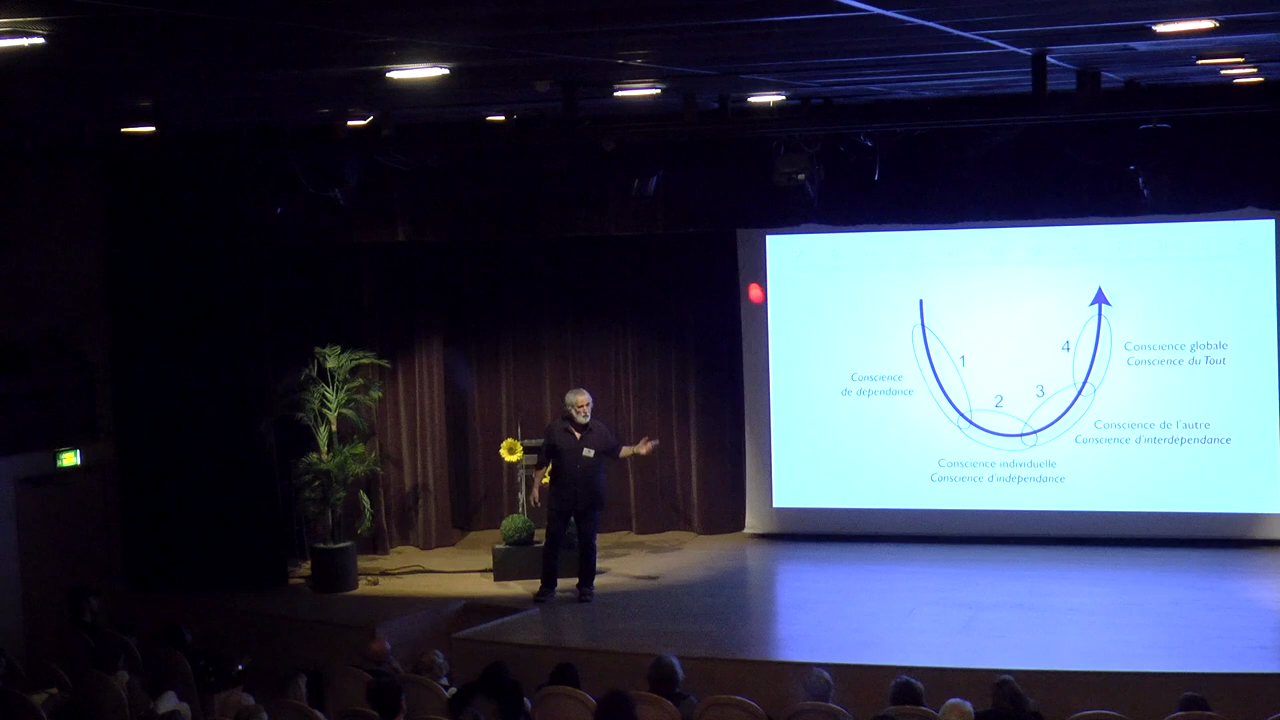 1
4
Conscience globale
Conscience du Tout
Conscience
de dépendance
2
3
Conscience de l'autre
Conscience d'interdépendance
Conscience individuelle
Conscience d'indépendance